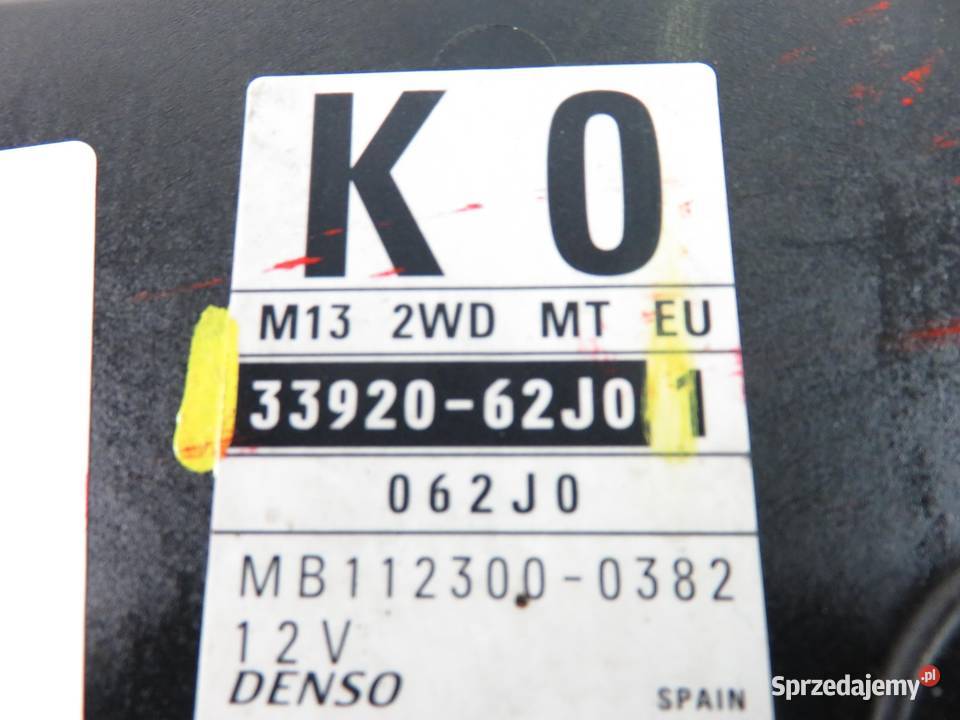 K 0
M13 2WD MT EU
33920-62J0 1
062J0
MB112300-0382
12V
DENSO SPAIN
Sprzedajemy.pl